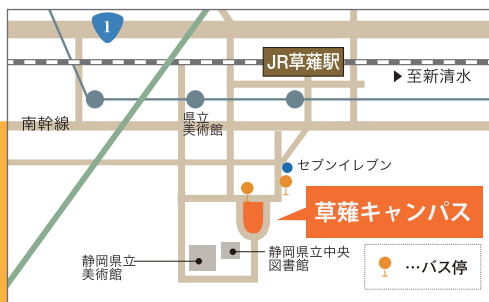 1
JR草薙駅
至新清水
南幹線
県立
美術館
セブンイレブン
草薙キャンパス
静岡県立
美術館
静岡県立中央
図書館
…バス停